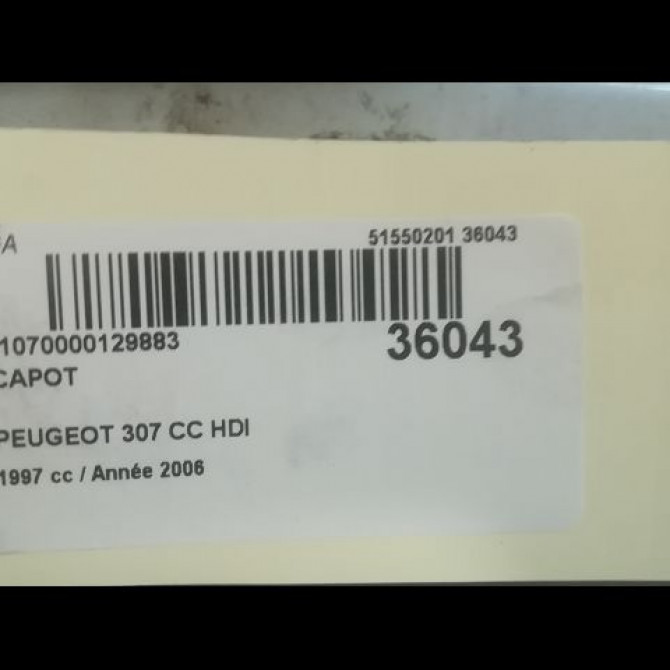 51550201 36043
1070000129883
36043
CAPOT
PEUGEOT 307 CC HDI
1997 cc / Année 2006